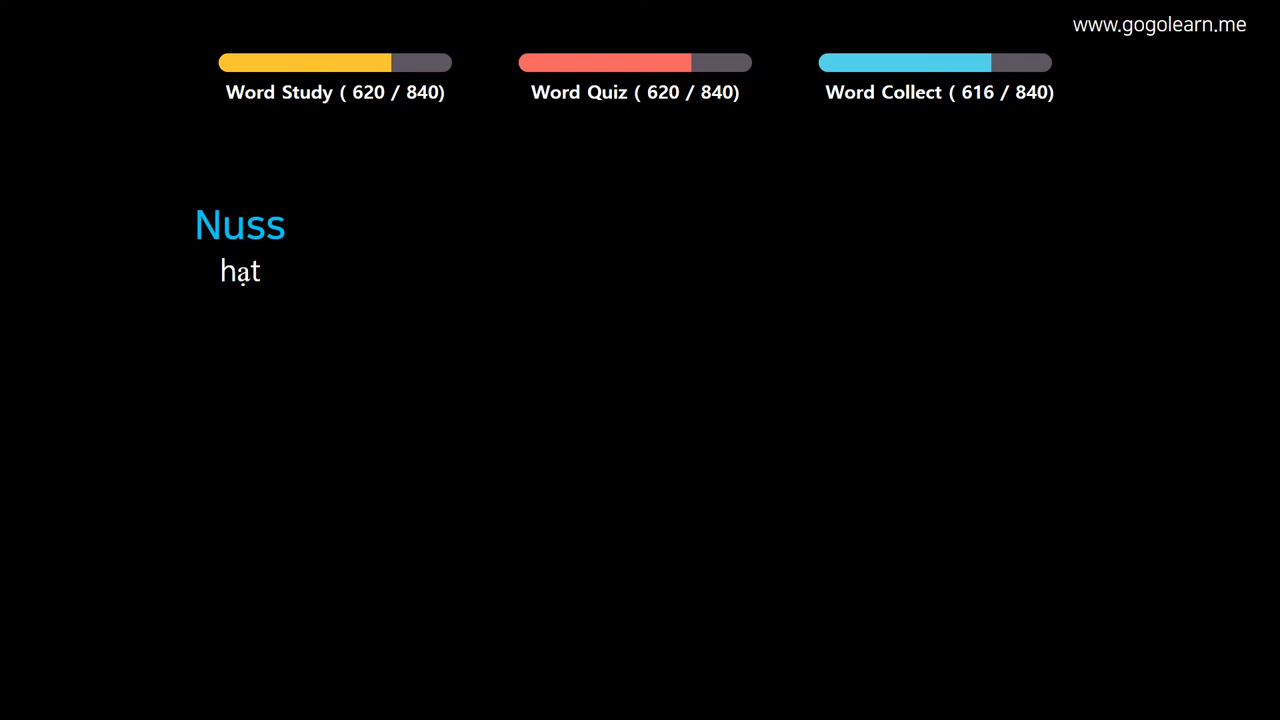 www.gogolearn.me
Word Study ( 620 / 840)
Word Quiz ( 620 / 840)
Word Collect ( 616 / 840)
Nuss
hạt